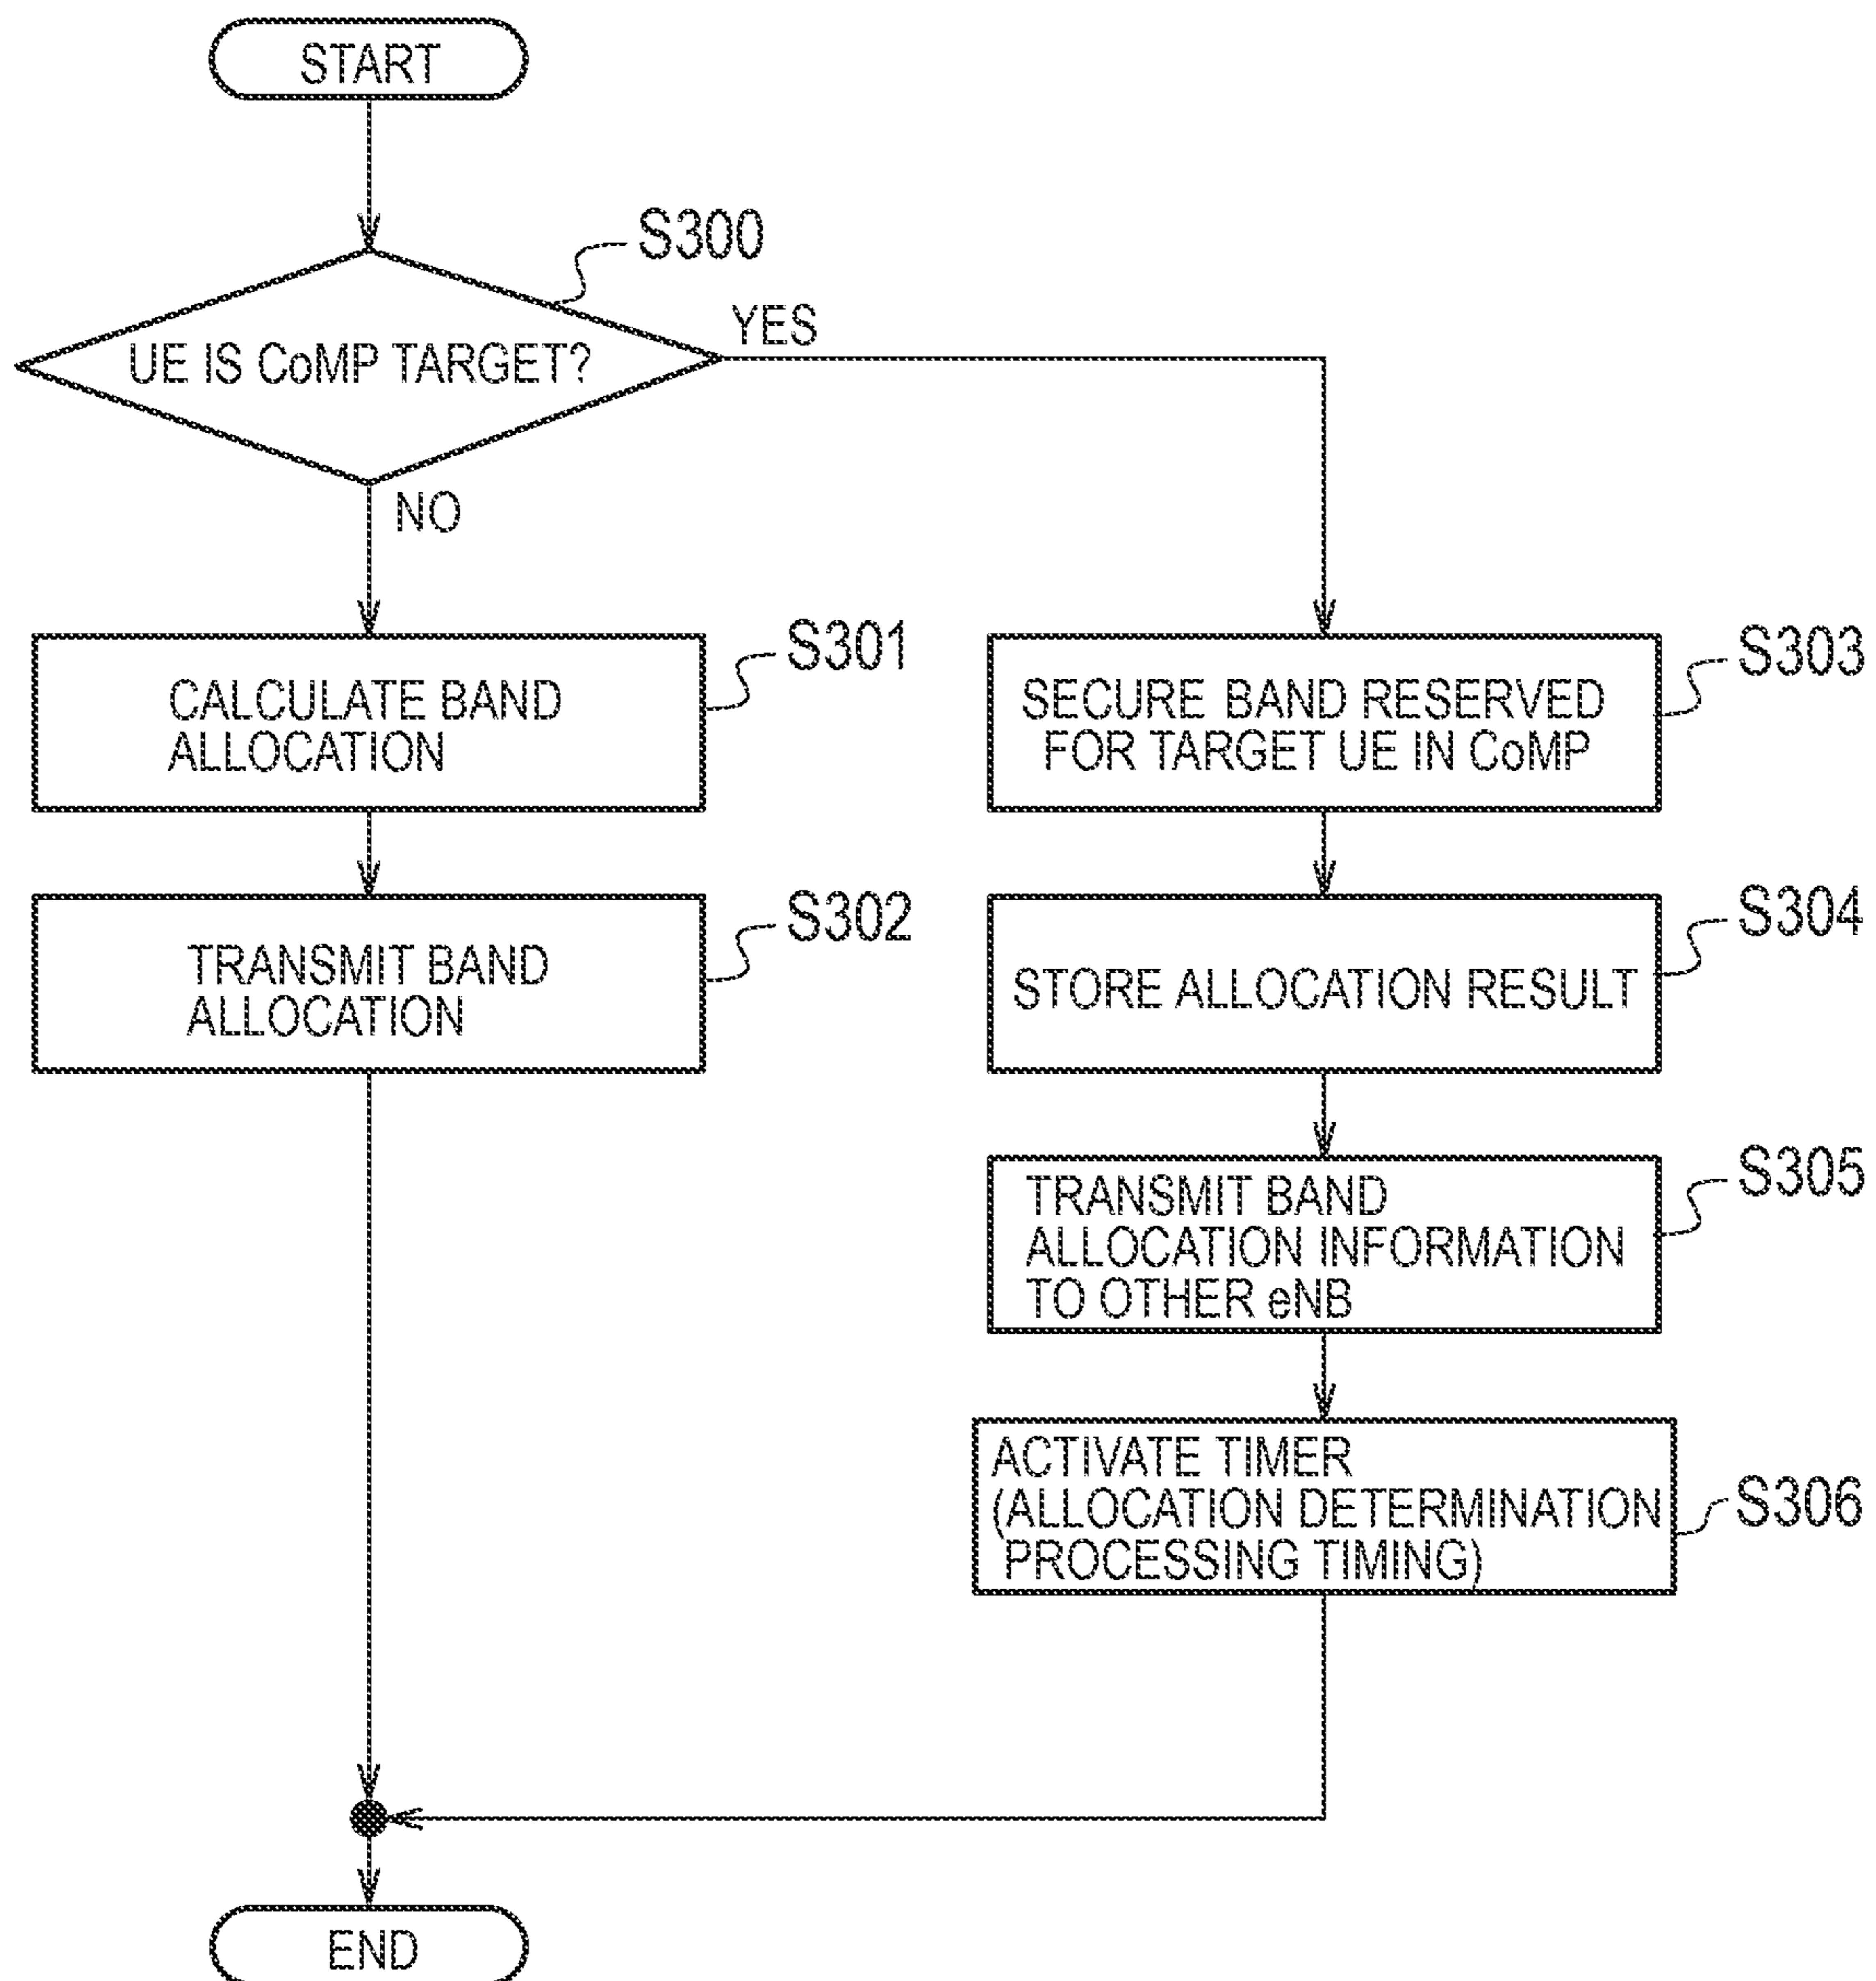 START
S300
UE IS CoMP TARGET?
YES
NO
S301
CALCULATE BAND
ALLOCATION
S302
TRANSMIT BAND
ALLOCATION
S303
SECURE BAND RESERVED
FOR TARGET UE IN CoMP
S304
STORE ALLOCATION RESULT
S305
TRANSMIT BAND
ALLOCATION INFORMATION
TO OTHER eNB
S306
ACTIVATE TIMER
(ALLOCATION DETERMINATION
PROCESSING TIMING)
END